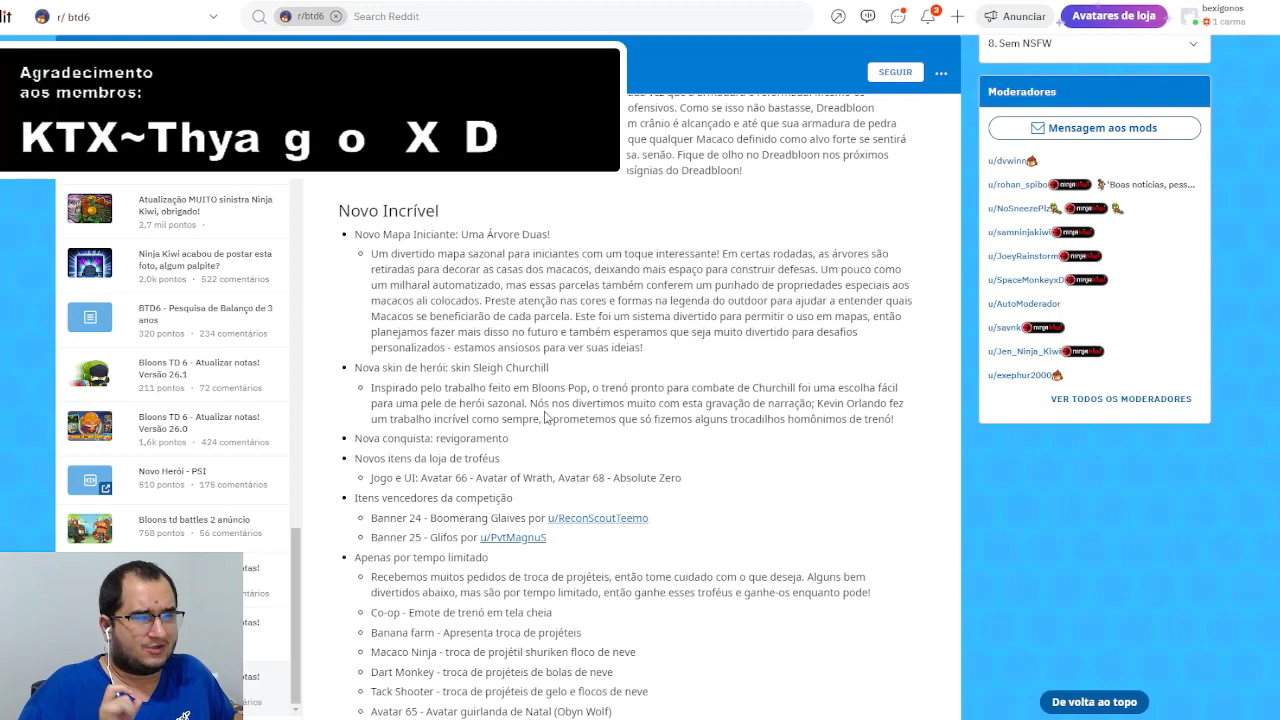 it
r/ btd6
r/btd6
Search Reddit
3
Anunciar
Avatares de loja
bexigonos
1 carma
Agradecimento
aos membros:
KTX~Thya g o X D
SEGUIR
ofensivos. Como se isso não bastasse, Dreadbloon
m crânio é alcançado e até que sua armadura de pedra
que qualquer Macaco definido como alvo forte se sentirá
sa. senão. Fique de olho no Dreadbloon nos próximos
nsígnias do Dreadbloon!
Atualização MUITO sinistra Ninja
Kiwi, obrigado!
2,7 mil pontos ·
Ninja Kiwi acabou de postar esta
foto, algum palpite?
2.0k pontos · 522 comentários
BTD6 - Pesquisa de Balanço de 3
anos
320 pontos · 234 comentários
Bloons TD 6 - Atualizar notas!
Versão 26.1
211 pontos · 72 comentários
Bloons TD 6 - Atualizar notas!
Versão 26.0
1,6k pontos · 424 comentários
Novo Herói - PSI
510 pontos · 175 comentários
Bloons td battles 2 anúncio
758 pontos · 56 comentários
otas!
ntários
otas!
ntários
otas!
ários
Novo Incrível
Novo Mapa Iniciante: Uma Árvore Duas!
Um divertido mapa sazonal para iniciantes com um toque interessante! Em certas rodadas, as árvores são
retiradas para decorar as casas dos macacos, deixando mais espaço para construir defesas. Um pouco como
um milharal automatizado, mas essas parcelas também conferem um punhado de propriedades especiais aos
macacos ali colocados. Preste atenção nas cores e formas na legenda do outdoor para ajudar a entender quais
Macacos se beneficiarão de cada parcela. Este foi um sistema divertido para permitir o uso em mapas, então
planejamos fazer mais disso no futuro e também esperamos que seja muito divertido para desafios
personalizados - estamos ansiosos para ver suas ideias!
Nova skin de herói: skin Sleigh Churchill
Inspirado pelo trabalho feito em Bloons Pop, o trenó pronto para combate de Churchill foi uma escolha fácil
para uma pele de herói sazonal. Nós nos divertimos muito com esta gravação de narração; Kevin Orlando fez
um trabalho incrível como sempre, e prometemos que só fizemos alguns trocadilhos homônimos de trenó!
Nova conquista: revigoramento
Novos itens da loja de troféus
Jogo e UI: Avatar 66 - Avatar of Wrath, Avatar 68 - Absolute Zero
Itens vencedores da competição
Banner 24 - Boomerang Glaives por u/ReconScoutTeemo
Banner 25 - Glifos por u/PvtMagnuS
Apenas por tempo limitado
Recebemos muitos pedidos de troca de projéteis, então tome cuidado com o que deseja. Alguns bem
divertidos abaixo, mas são por tempo limitado, então ganhe esses troféus e ganhe-os enquanto pode!
Co-op - Emote de trenó em tela cheia
Banana farm - Apresenta troca de projéteis
Macaco Ninja - troca de projétil shuriken floco de neve
Dart Monkey - troca de projéteis de bolas de neve
Tack Shooter - troca de projéteis de gelo e flocos de neve
Avatar 65 - Avatar guirlanda de Natal (Obyn Wolf)
8. Sem NSFW
Moderadores
Mensagem aos mods
u/dvwinn
u/rohan_spibo ninjakiwi 'Boas notícias, pess...
u/NoSneezePlz ninjakiwi
u/samninjakiwi ninjakiwi
u/JoeyRainstorm ninjakiwi
u/SpaceMonkeyxD ninjakiwi
u/AutoModerador
u/savnk ninjakiwi
u/Jen_Ninja_Kiwi ninjakiwi
u/exephur2000
VER TODOS OS MODERADORES
De volta ao topo